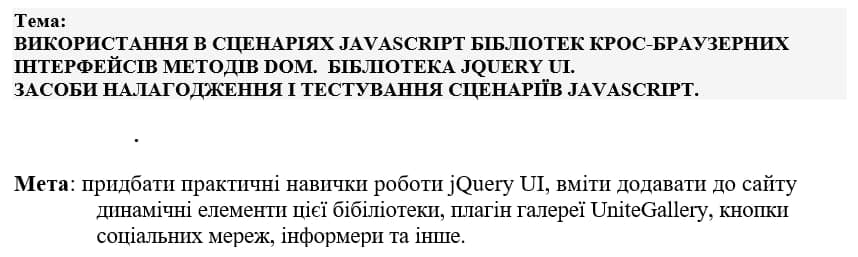 Тема:
ВИКОРИСТАННЯ В СЦЕНАРІЯХ JAVASCRIPT БІБЛІОТЕК КРОС-БРАУЗЕРНИХ
ІНТЕРФЕЙСІВ МЕТОДІВ DOM. БІБЛІОТЕКА JQUERY UI.
ЗАСОБИ НАЛАГОДЖЕННЯ І ТЕСТУВАННЯ СЦЕНАРІЇВ JAVASCRIPT.
.
Мета: придбати практичні навички роботи jQuery UI, вміти додавати до сайту
динамічні елементи цієї бібіліотеки, плагін галереї UniteGallery, кнопки
соціальних мереж, інформери та інше.